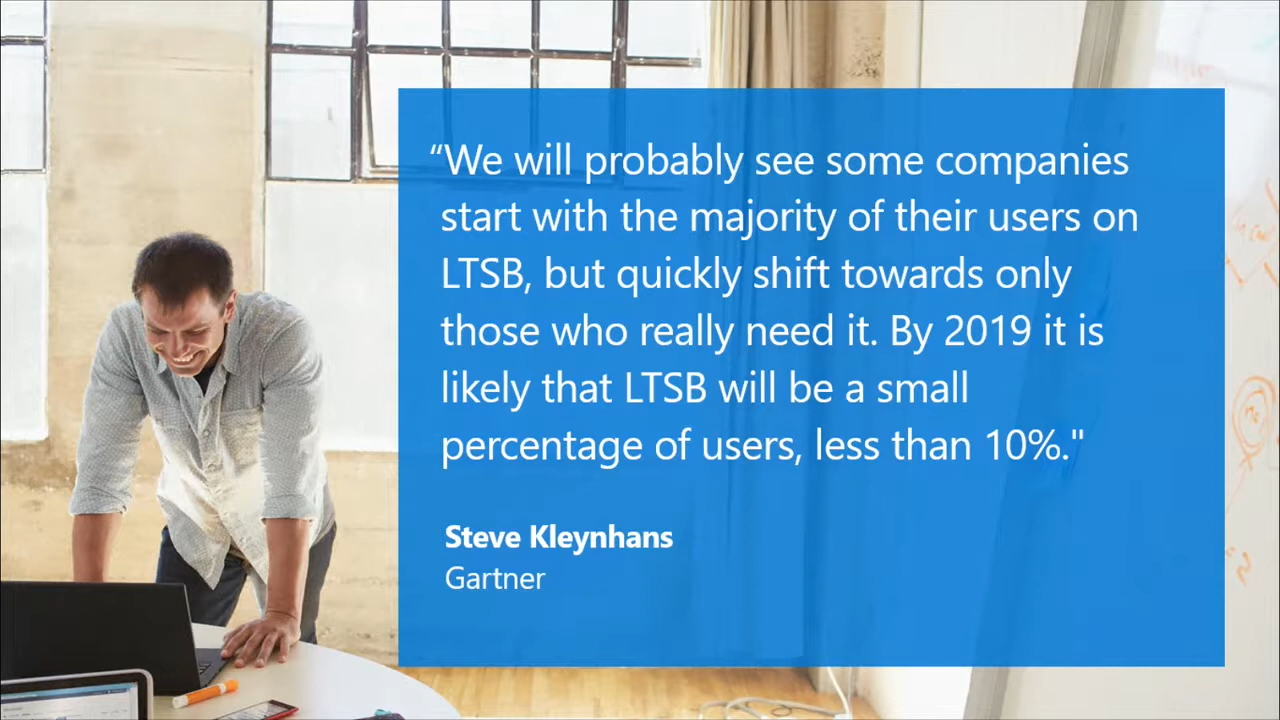 “We will probably see some companies
start with the majority of their users on
LTSB, but quickly shift towards only
those who really need it. By 2019 it is
likely that LTSB will be a small
percentage of users, less than 10%."
Steve Kleynhans
Gartner